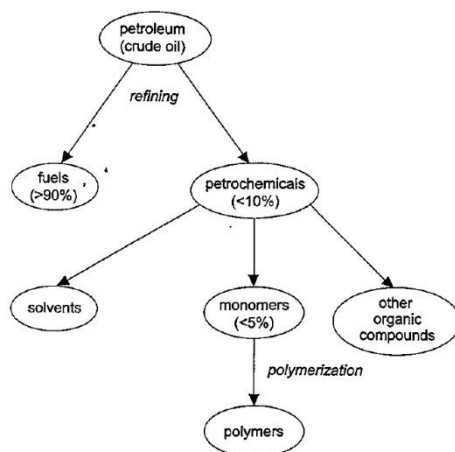 petroleum
(crude oil)
refining
fuels
(>90%)
petrochemicals
(<10%)
solvents
monomers
(<5%)
other
organic
compounds
polymerization
polymers